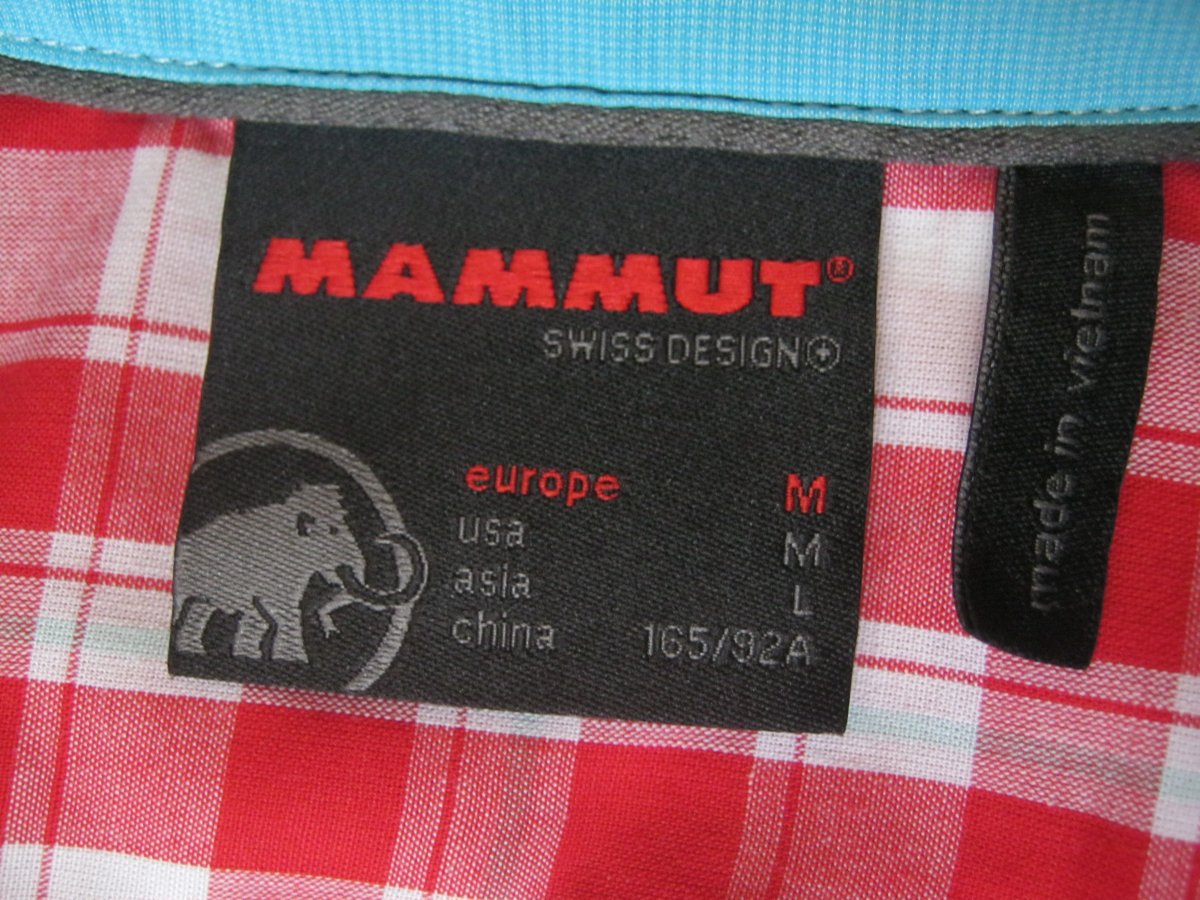 MAMMUT®
SWISS DESIGN
europe M
usa M
asia L
china 165/92A
made in vietnam